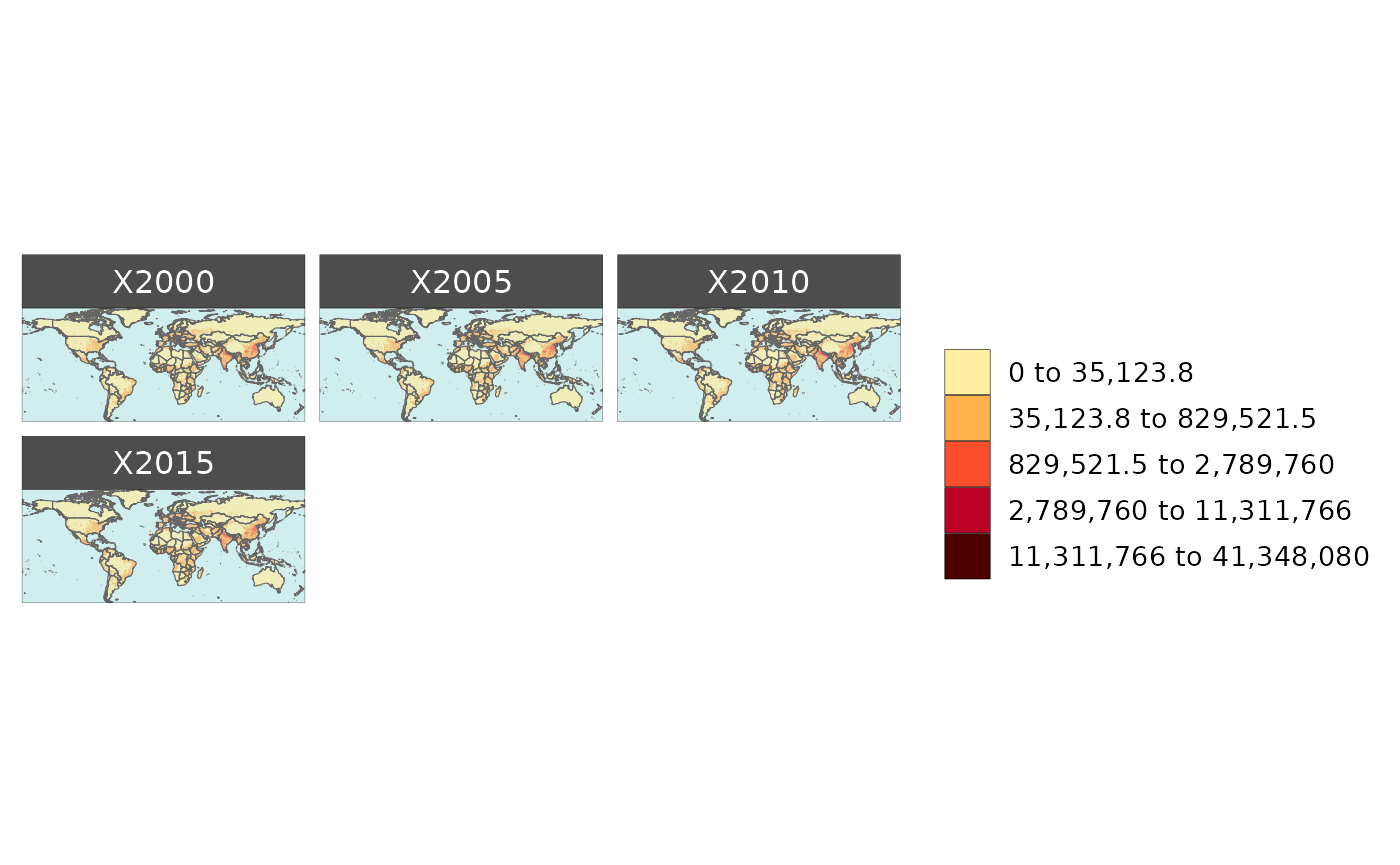 X2000
X2005
X2010
X2015
0 to 35,123.8
35,123.8 to 829,521.5
829,521.5 to 2,789,760
2,789,760 to 11,311,766
11,311,766 to 41,348,080